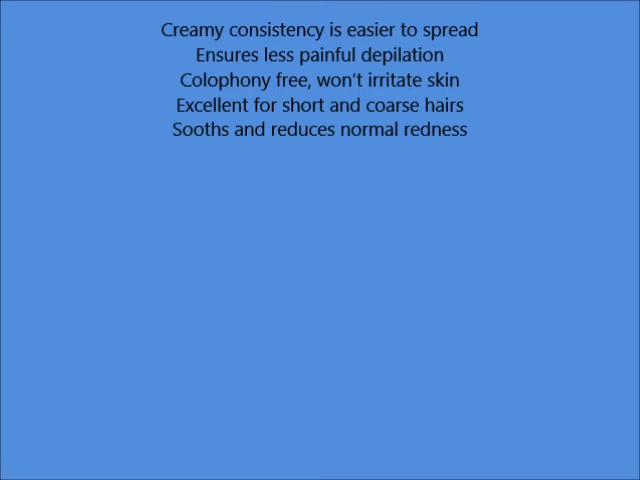 Creamy consistency is easier to spread
Ensures less painful depilation
Colophony free, won't irritate skin
Excellent for short and coarse hairs
Sooths and reduces normal redness